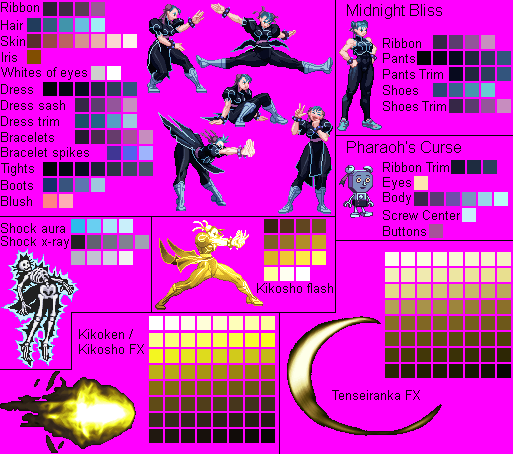 Ribbon
Hair
Skin
Iris
Whites of eyes
Dress
Dress sash
Dress trim
Bracelets
Bracelet spikes
Tights
Boots
Blush
Midnight Bliss
Ribbon
Pants
Pants Trim
Shoes
Shoes Trim
Pharaoh's Curse
Ribbon Trim
Eyes
Body
Screw Center
Buttons
Shock aura
Shock x-ray
Kikosho flash
Kikoken /
Kikosho FX
Tenseiranka FX